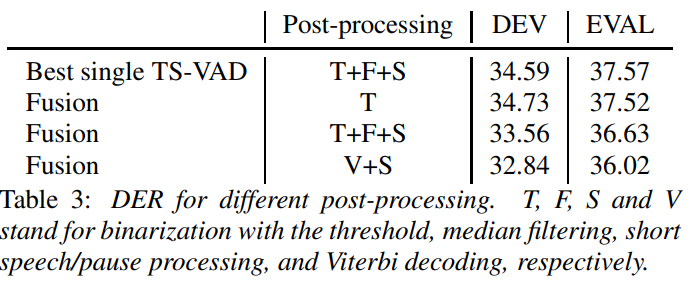 Post-processing DEV EVAL
Best single TS-VAD T+F+S 34.59 37.57
Fusion T 34.73 37.52
Fusion T+F+S 33.56 36.63
Fusion V+S 32.84 36.02
Table 3: DER for different post-processing. T, F, S and V
stand for binarization with the threshold, median filtering, short
speech/pause processing, and Viterbi decoding, respectively.